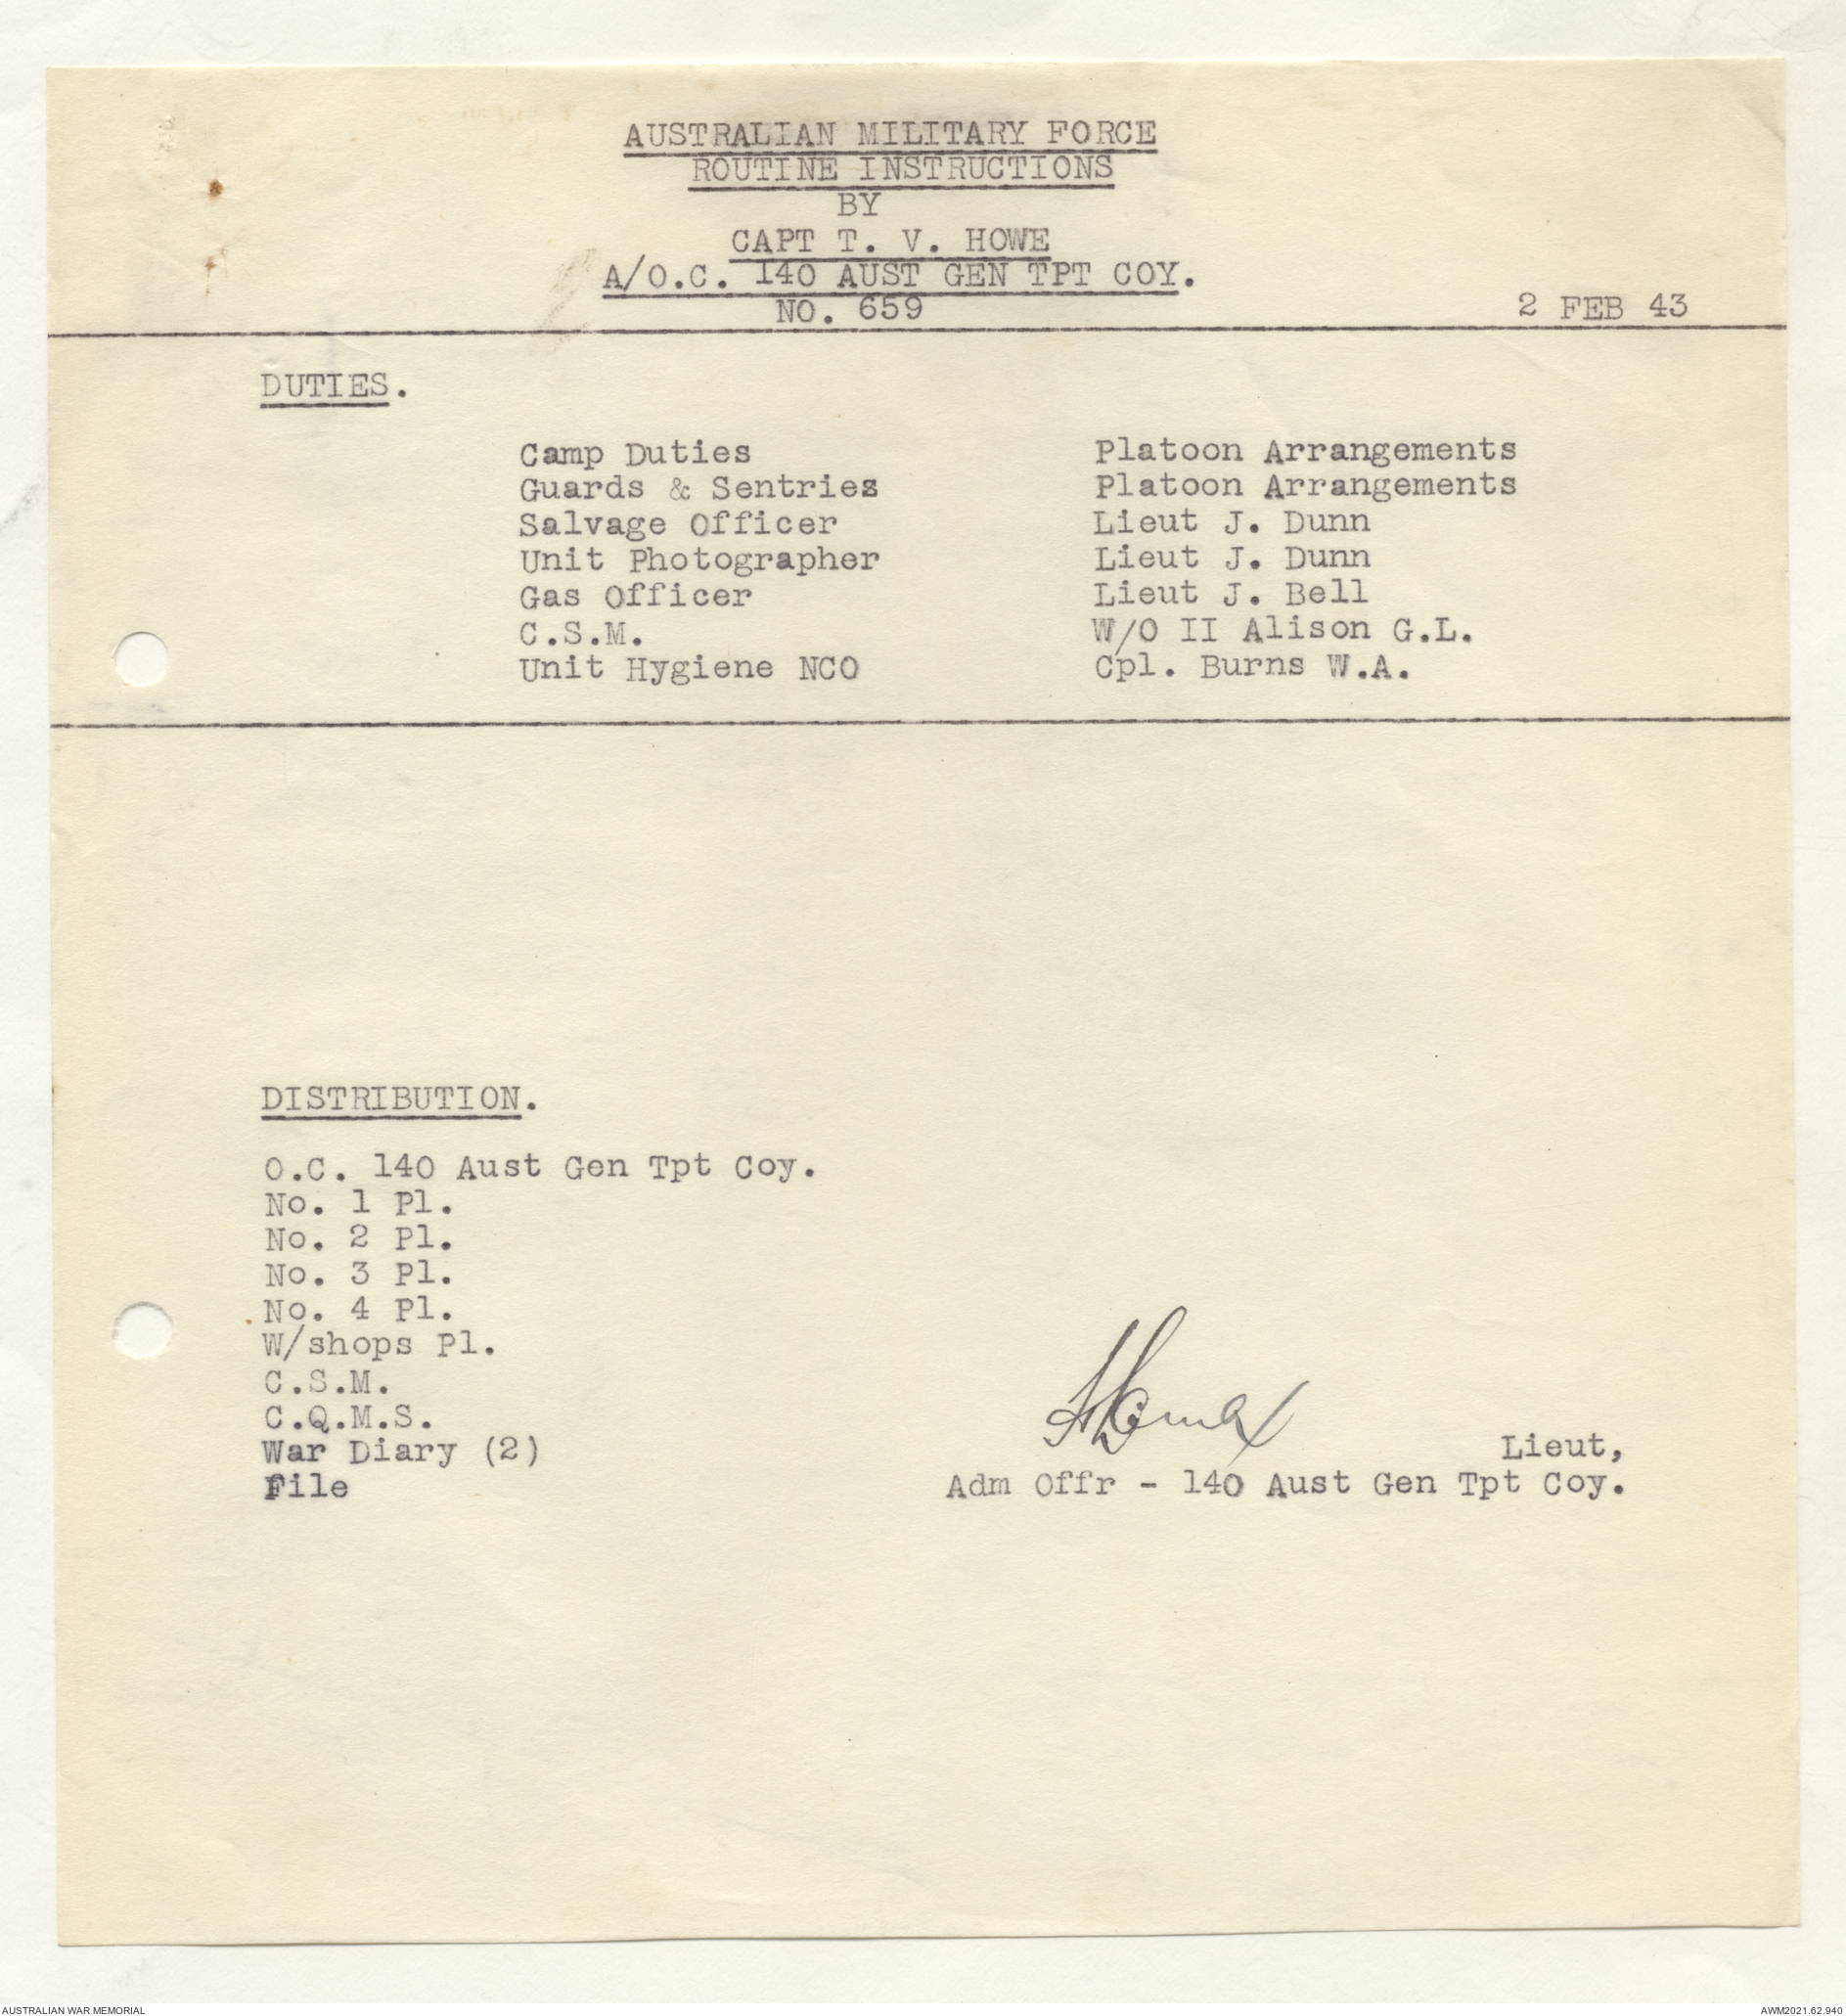 AUSTRALIAN MILITARY FORCE
ROUTINE INSTRUCTIONS
BY
CAPT T. V. HOWE
A/O.C. 140 AUST GEN TPT COY.
NO. 659 2 FEB 43
DUTIES.
Camp Duties Platoon Arrangements
Guards & Sentries Platoon Arrangements
Salvage Officer Lieut J. Dunn
Unit Photographer Lieut J. Dunn
Gas Officer Lieut J. Bell
C.S.M. W/O II Alison G.L.
Unit Hygiene NCO Cpl. Burns W.A.
DISTRIBUTION.
O.C. 140 Aust Gen Tpt Coy.
No. 1 Pl.
No. 2 Pl.
No. 3 Pl.
No. 4 Pl.
W/shops Pl.
C.S.M.
C.Q.M.S.
War Diary (2) Lieut,
File Adm Offr - 140 Aust Gen Tpt Coy.
AUSTRALIAN WAR MEMORIAL AWM2021.62.940